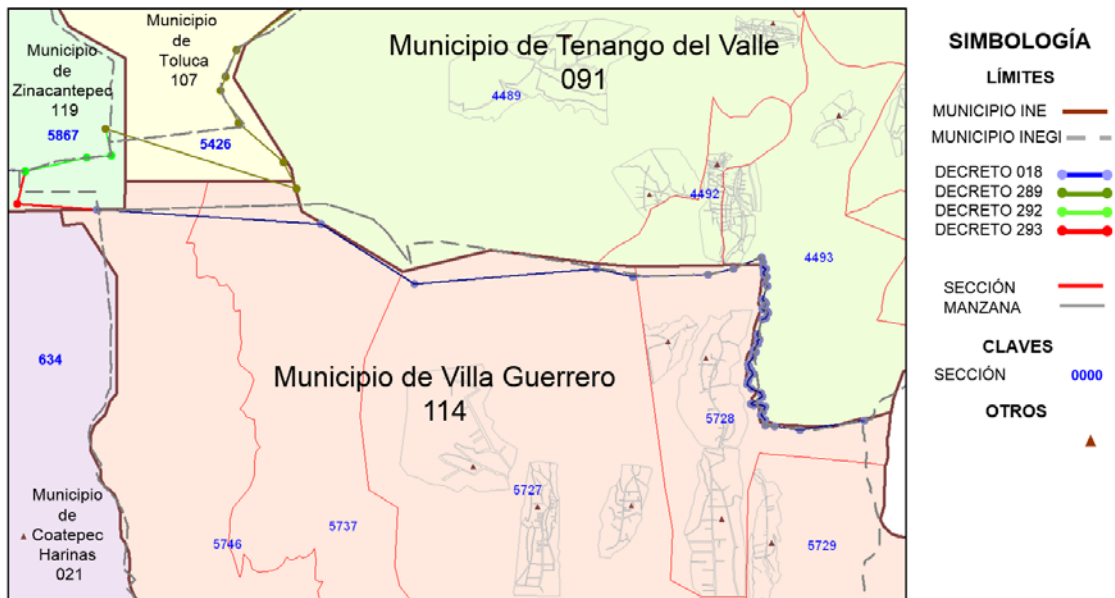 Municipio
de
Zinacantepec
119
5867
Municipio
de
Toluca
107
5426
Municipio de Tenango del Valle
091
4489
4492
4493
634
Municipio de Villa Guerrero
114
5728
5727
5737
5746
5729
Municipio
de
Coatepec
Harinas
021
SIMBOLOGÍA
LÍMITES
MUNICIPIO INE
MUNICIPIO INEGI
DECRETO 018
DECRETO 289
DECRETO 292
DECRETO 293
SECCIÓN
MANZANA
CLAVES
SECCIÓN 0000
OTROS